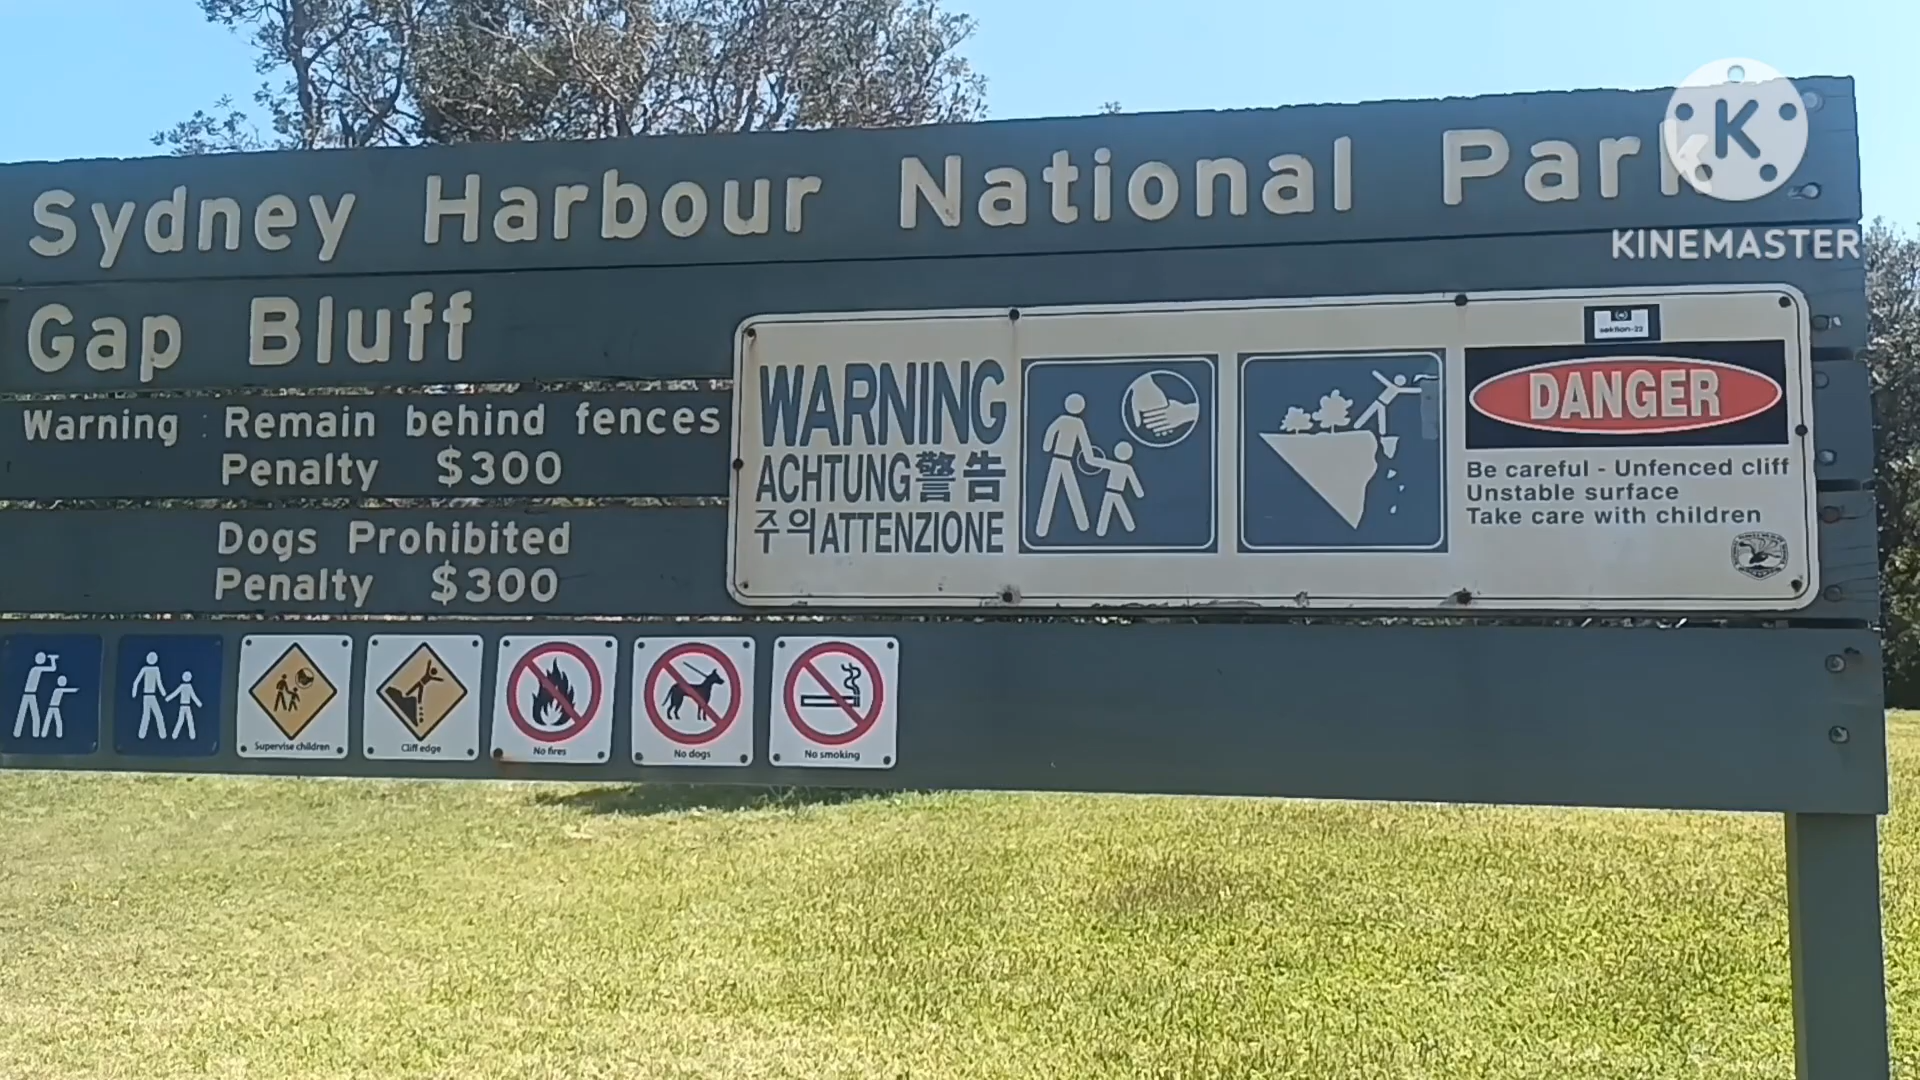 Sydney Harbour National Park
Gap Bluff
Warning : Remain behind fences
Penalty $300
Dogs Prohibited
Penalty $300
WARNING
ACHTUNG警告
주의ATTENZIONE
sektion-22
DANGER
Be careful - Unfenced cliff
Unstable surface
Take care with children
Supervise children
Cliff edge
No fires
No dogs
No smoking
K
KINEMASTER